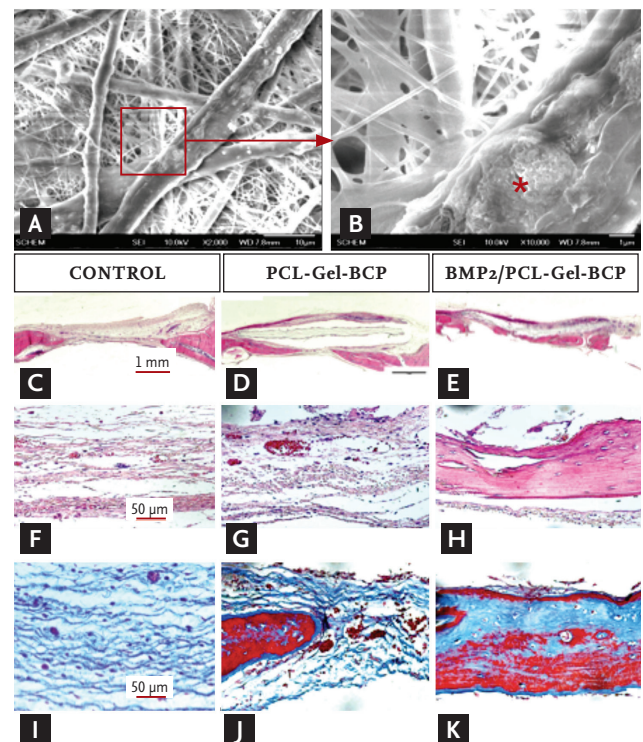 A
B
SCHEM SEI 10.0kV X2,000 WD 7.8mm 10μm
SCHEM SEI 10.0kV X10,000 WD 7.8mm 1μm
*
CONTROL
PCL-Gel-BCP
BMP2/PCL-Gel-BCP
1 mm
C
D
E
50 μm
F
G
H
50 μm
I
J
K